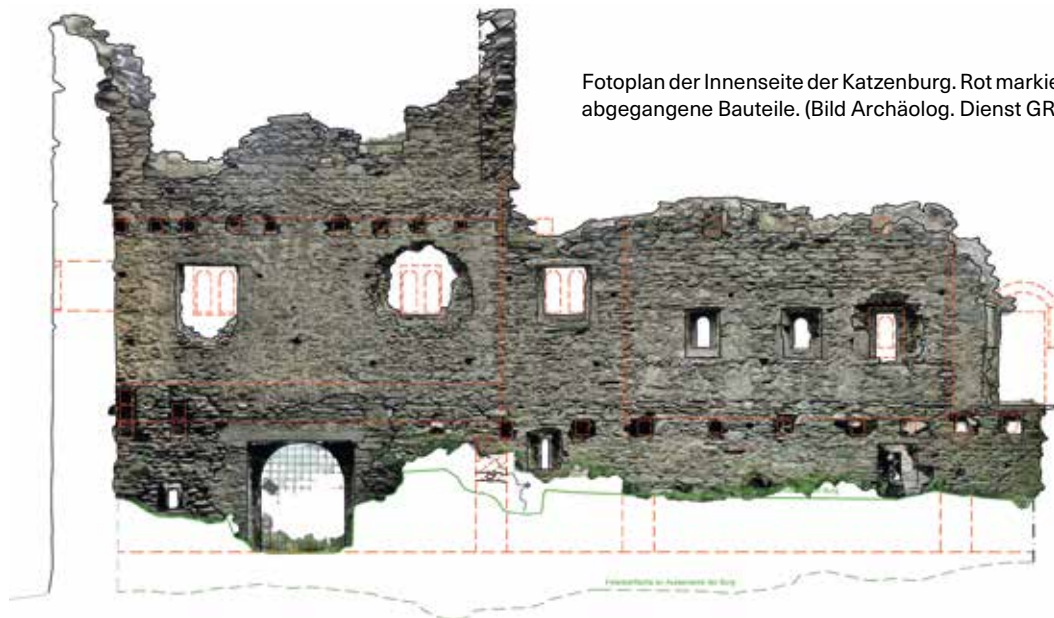 Fotoplan der Innenseite der Katzenburg. Rot markie
abgegangene Bauteile. (Bild Archäolog. Dienst GR